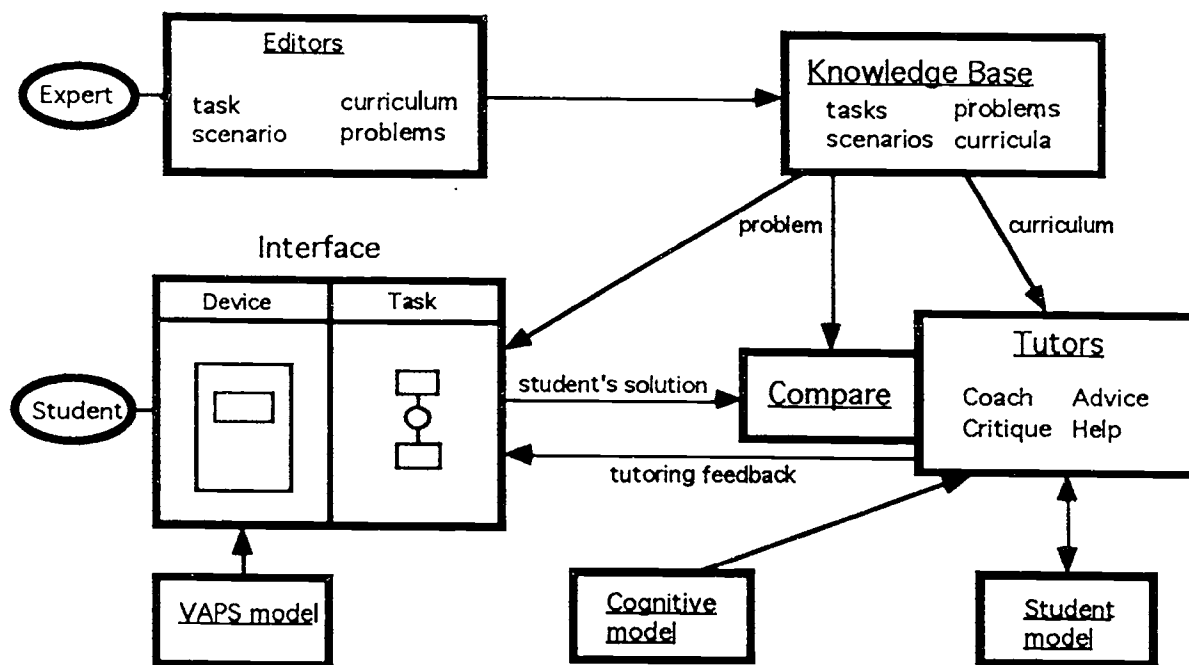 Editors
Expert
task
curriculum
scenario
problems
Knowledge Base
tasks
problems
scenarios
curricula
problem
curriculum
Interface
Device
Task
Student
student's solution
Compare
Tutors
Coach
Advice
Critique
Help
tutoring feedback
VAPS model
Cognitive
model
Student
model